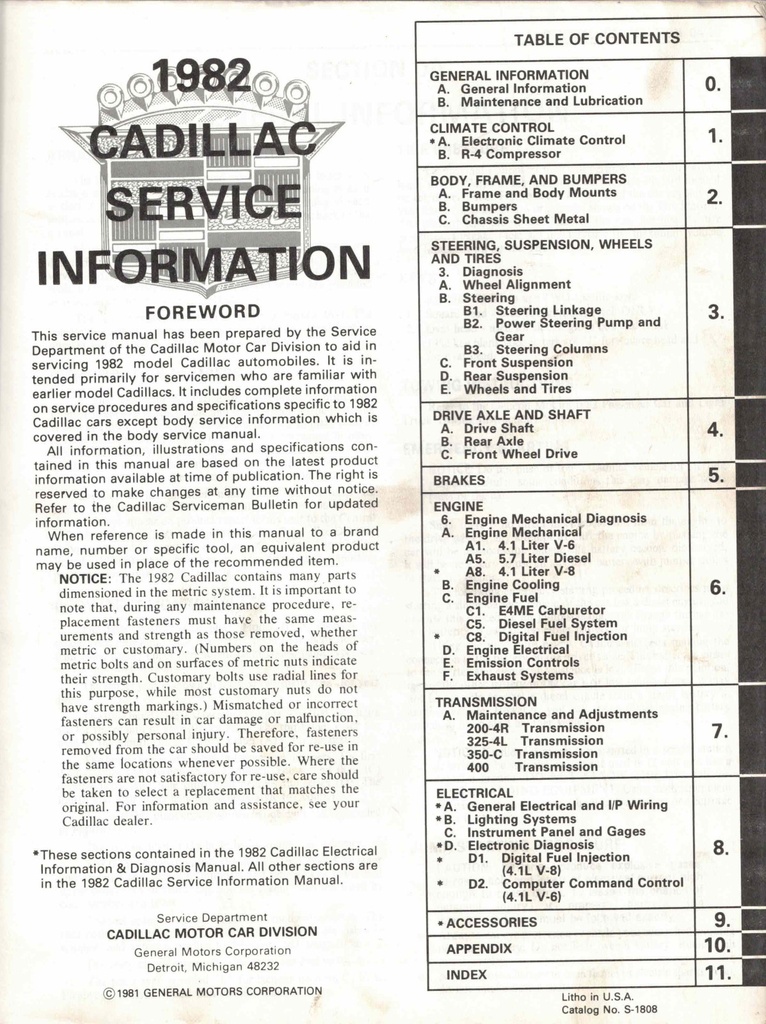 1982
CADILLAC
SERVICE
INFORMATION
FOREWORD
This service manual has been prepared by the Service
Department of the Cadillac Motor Car Division to aid in
servicing 1982 model Cadillac automobiles. It is in-
tended primarily for servicemen who are familiar with
earlier model Cadillacs. It includes complete information
on service procedures and specifications specific to 1982
Cadillac cars except body service information which is
covered in the body service manual.
All information, illustrations and specifications con-
tained in this manual are based on the latest product
information available at time of publication. The right is
reserved to make changes at any time without notice.
Refer to the Cadillac Serviceman Bulletin for updated
information.
When reference is made in this manual to a brand
name, number or specific tool, an equivalent product
may be used in place of the recommended item.
NOTICE: The 1982 Cadillac contains many parts
dimensioned in the metric system. It is important to
note that, during any maintenance procedure, re-
placement fasteners must have the same meas-
urements and strength as those removed, whether
metric or customary. (Numbers on the heads of
metric bolts and on surfaces of metric nuts indicate
their strength. Customary bolts use radial lines for
this purpose, while most customary nuts do not
have strength markings.) Mismatched or incorrect
fasteners can result in car damage or malfunction,
or possibly personal injury. Therefore, fasteners
removed from the car should be saved for re-use in
the same locations whenever possible. Where the
fasteners are not satisfactory for re-use, care should
be taken to select a replacement that matches the
original. For information and assistance, see your
Cadillac dealer.
*These sections contained in the 1982 Cadillac Electrical
Information & Diagnosis Manual. All other sections are
in the 1982 Cadillac Service Information Manual.
Service Department
CADILLAC MOTOR CAR DIVISION
General Motors Corporation
Detroit, Michigan 48232
© 1981 GENERAL MOTORS CORPORATION
TABLE OF CONTENTS
GENERAL INFORMATION 0.
A. General Information
B. Maintenance and Lubrication
CLIMATE CONTROL 1.
*A. Electronic Climate Control
B. R-4 Compressor
BODY, FRAME, AND BUMPERS 2.
A. Frame and Body Mounts
B. Bumpers
C. Chassis Sheet Metal
STEERING, SUSPENSION, WHEELS
AND TIRES 3.
3. Diagnosis
A. Wheel Alignment
B. Steering
B1. Steering Linkage
B2. Power Steering Pump and
Gear
B3. Steering Columns
C. Front Suspension
D. Rear Suspension
E. Wheels and Tires
DRIVE AXLE AND SHAFT 4.
A. Drive Shaft
B. Rear Axle
C. Front Wheel Drive
BRAKES 5.
ENGINE 6.
6. Engine Mechanical Diagnosis
A. Engine Mechanical
A1. 4.1 Liter V-6
A5. 5.7 Liter Diesel
* A8. 4.1 Liter V-8
B. Engine Cooling
C. Engine Fuel
C1. E4ME Carburetor
C5. Diesel Fuel System
* C8. Digital Fuel Injection
D. Engine Electrical
E. Emission Controls
F. Exhaust Systems
TRANSMISSION 7.
A. Maintenance and Adjustments
200-4R Transmission
325-4L Transmission
350-C Transmission
400 Transmission
ELECTRICAL 8.
*A. General Electrical and I/P Wiring
*B. Lighting Systems
C. Instrument Panel and Gages
*D. Electronic Diagnosis
* D1. Digital Fuel Injection
(4.1L V-8)
* D2. Computer Command Control
(4.1L V-6)
*ACCESSORIES 9.
APPENDIX 10.
INDEX 11.
Litho in U.S.A.
Catalog No. S-1808